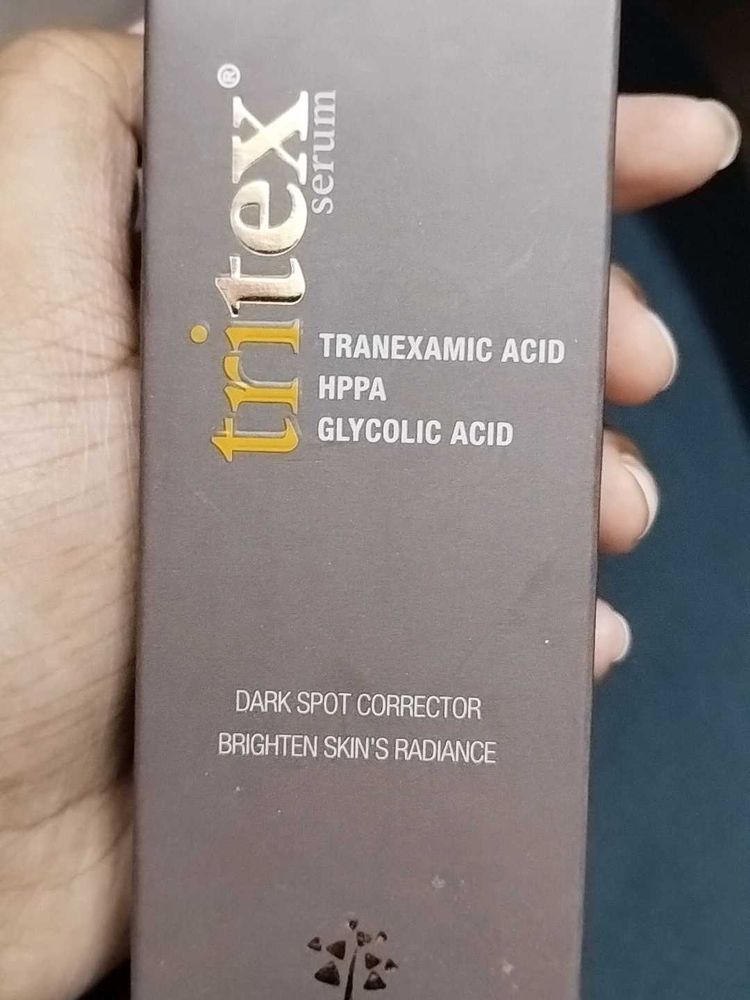 tritex®
serum
TRANEXAMIC ACID
HPPA
GLYCOLIC ACID
DARK SPOT CORRECTOR
BRIGHTEN SKIN'S RADIANCE